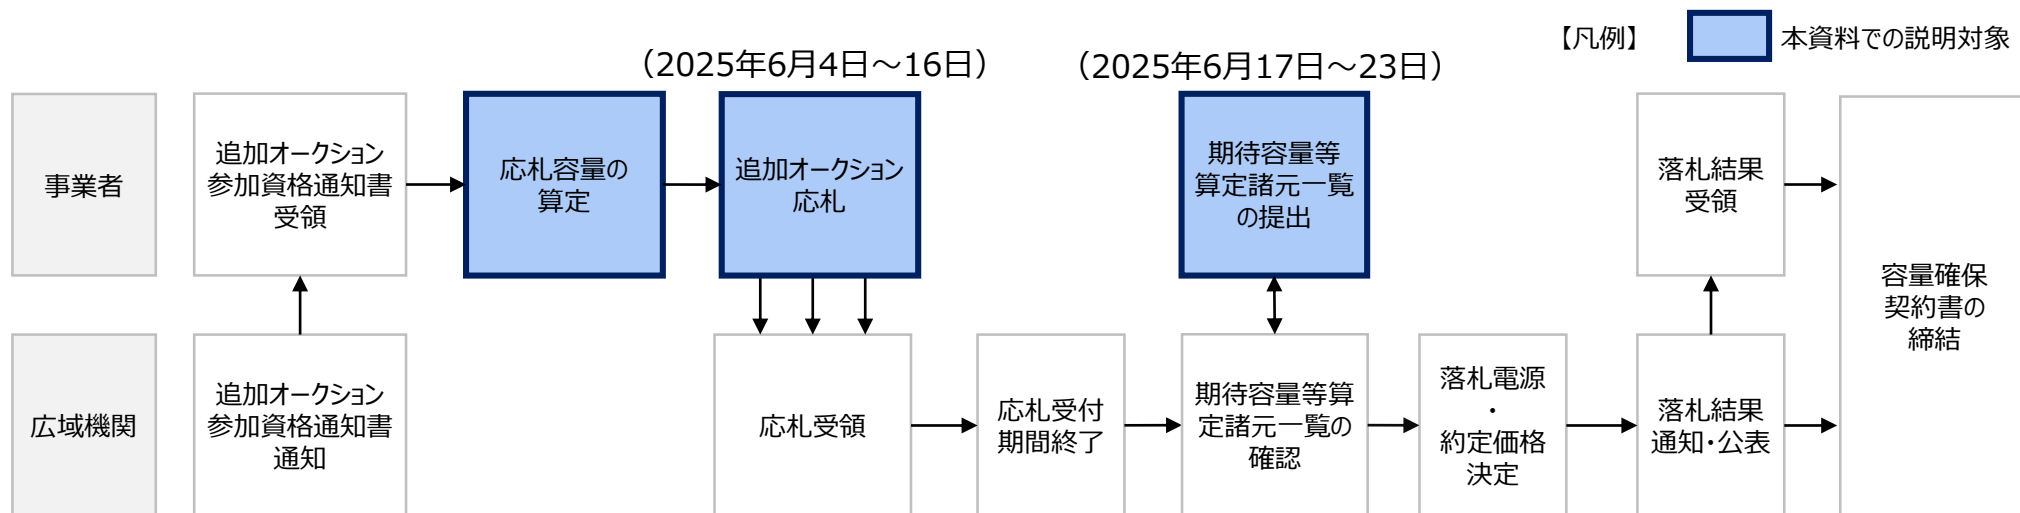 【凡例】
本資料での説明対象
（2025年6月4日～16日）
（2025年6月17日～23日）
事業者
追加オークション
参加資格通知書
受領
応札容量の
算定
追加オークション
応札
期待容量等
算定諸元一覧
の提出
落札結果
受領
容量確保
契約書の
締結
広域機関
追加オークション
参加資格通知書
通知
応札受領
応札受付
期間終了
期待容量等算
定諸元一覧の
確認
落札電源
・
約定価格
決定
落札結果
通知・公表